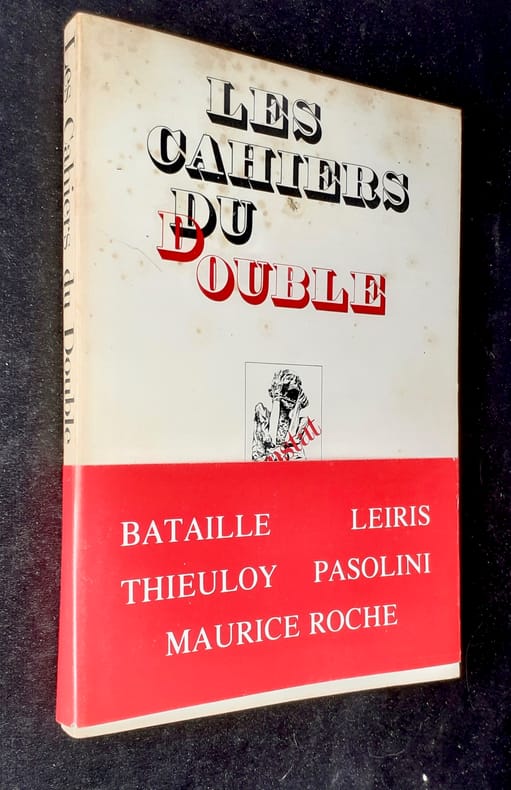 Les Cahiers du Double
LES
CAHIERS
DU
DOUBLE
BATAILLE LEIRIS
THIEULOY PASOLINI
MAURICE ROCHE